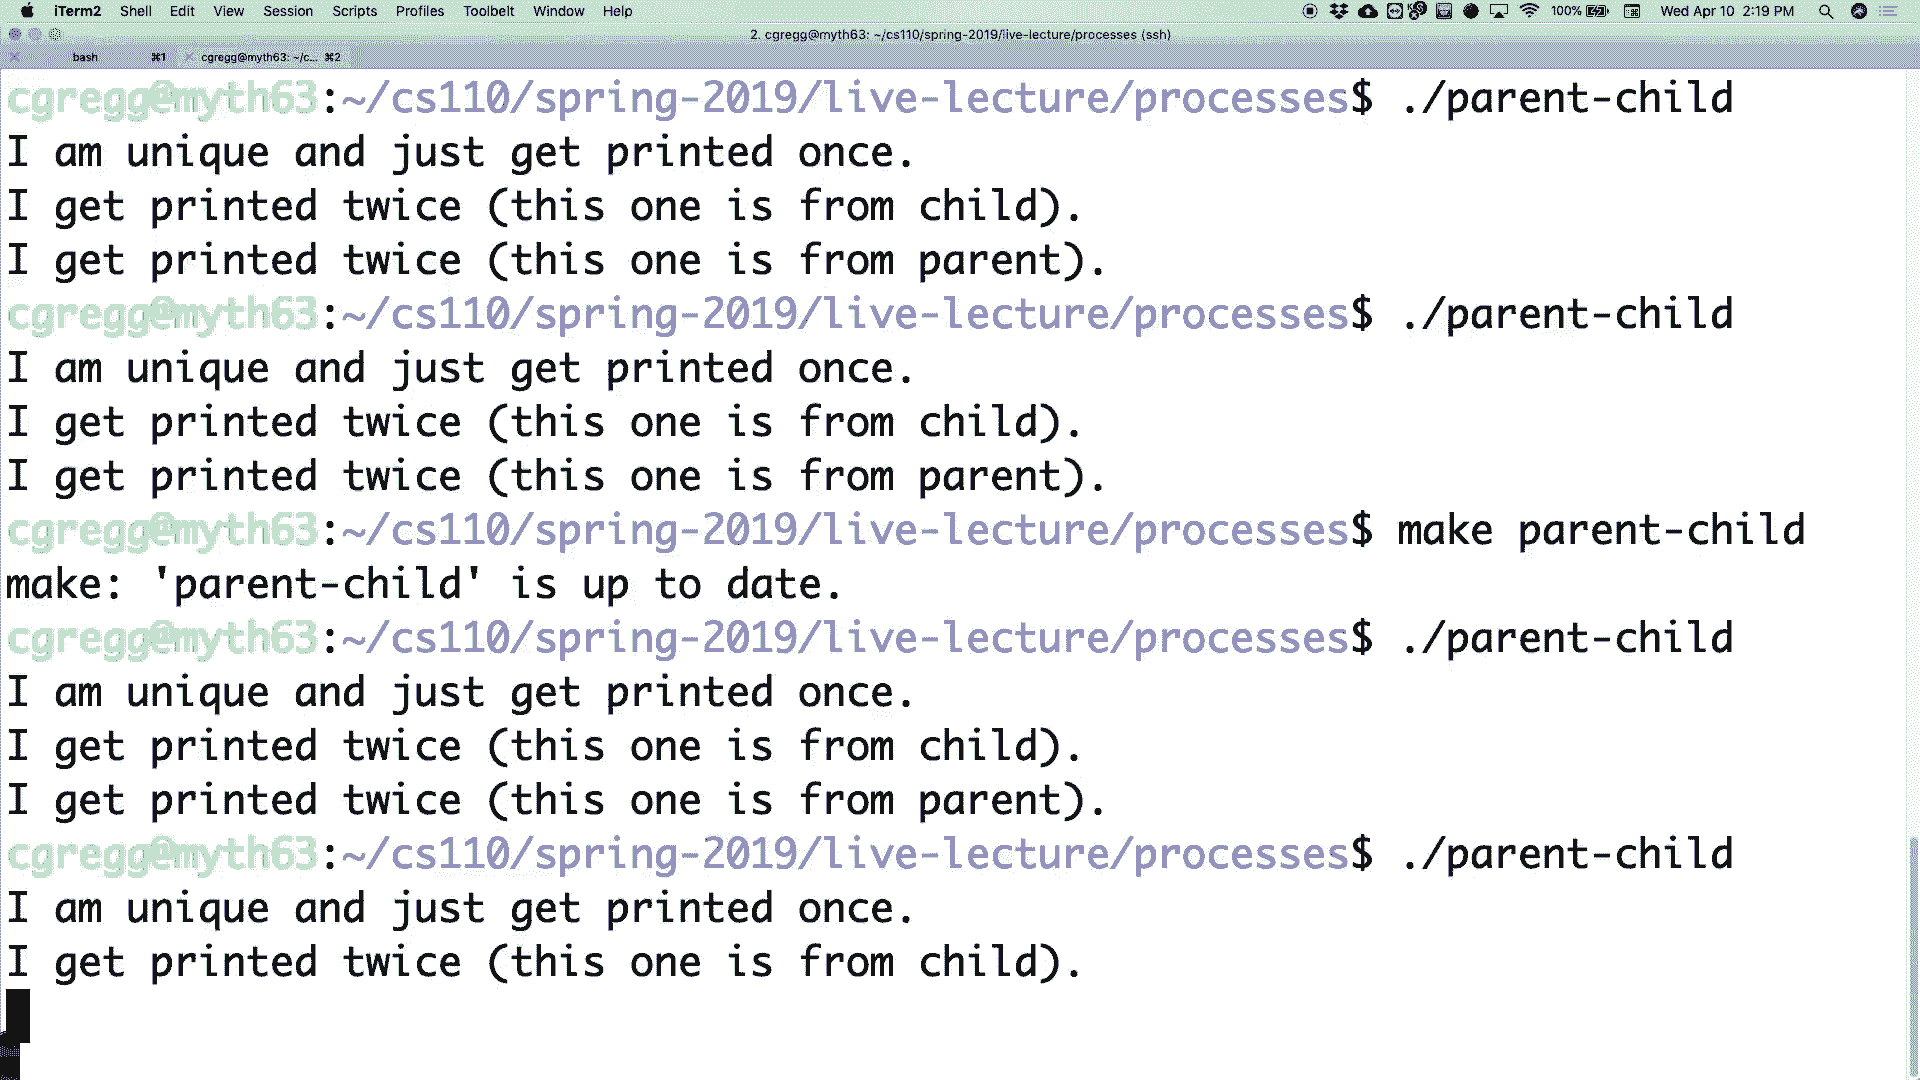 iTerm2 Shell Edit View Session Scripts Profiles Toolbelt Window Help 100% Wed Apr 10 2:19 PM
2. cgregg@myth63: ~/cs110/spring-2019/live-lecture/processes (ssh)
bash ⌘1 cgregg@myth63: ~/c... ⌘2
cgregg@myth63:~/cs110/spring-2019/live-lecture/processes$ ./parent-child
I am unique and just get printed once.
I get printed twice (this one is from child).
I get printed twice (this one is from parent).
cgregg@myth63:~/cs110/spring-2019/live-lecture/processes$ ./parent-child
I am unique and just get printed once.
I get printed twice (this one is from child).
I get printed twice (this one is from parent).
cgregg@myth63:~/cs110/spring-2019/live-lecture/processes$ make parent-child
make: 'parent-child' is up to date.
cgregg@myth63:~/cs110/spring-2019/live-lecture/processes$ ./parent-child
I am unique and just get printed once.
I get printed twice (this one is from child).
I get printed twice (this one is from parent).
cgregg@myth63:~/cs110/spring-2019/live-lecture/processes$ ./parent-child
I am unique and just get printed once.
I get printed twice (this one is from child).